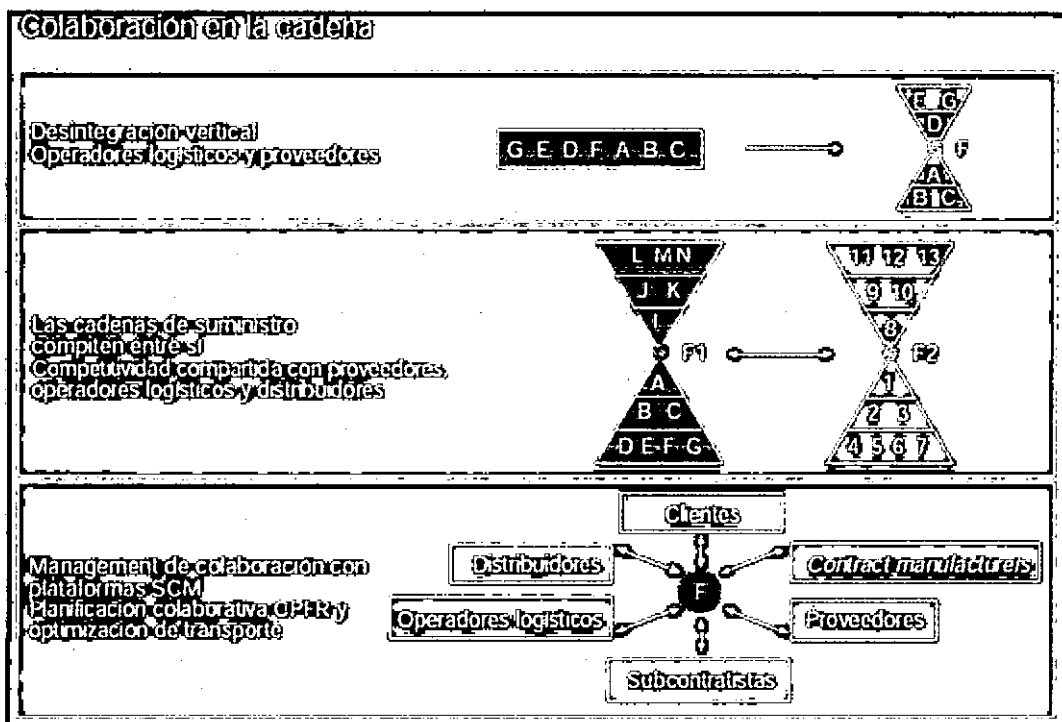 Colaboración en la cadena
Desintegración vertical
Operadores logísticos y proveedores
G E D F A B C
E G
D
F
A
B C
Las cadenas de suministro
compiten entre sí
Competitividad compartida con proveedores,
operadores logísticos y distribuidores
L M N
J K
I
F1
A
B C
D E F G
11 12 13
9 10
8
F2
1
2 3
4 5 6 7
Management de colaboración con
plataformas SCM
Planificación colaborativa CPFR y
optimización de transporte
Clientes
Distribuidores
Contract manufacturers
F
Operadores logísticos
Proveedores
Subcontratistas